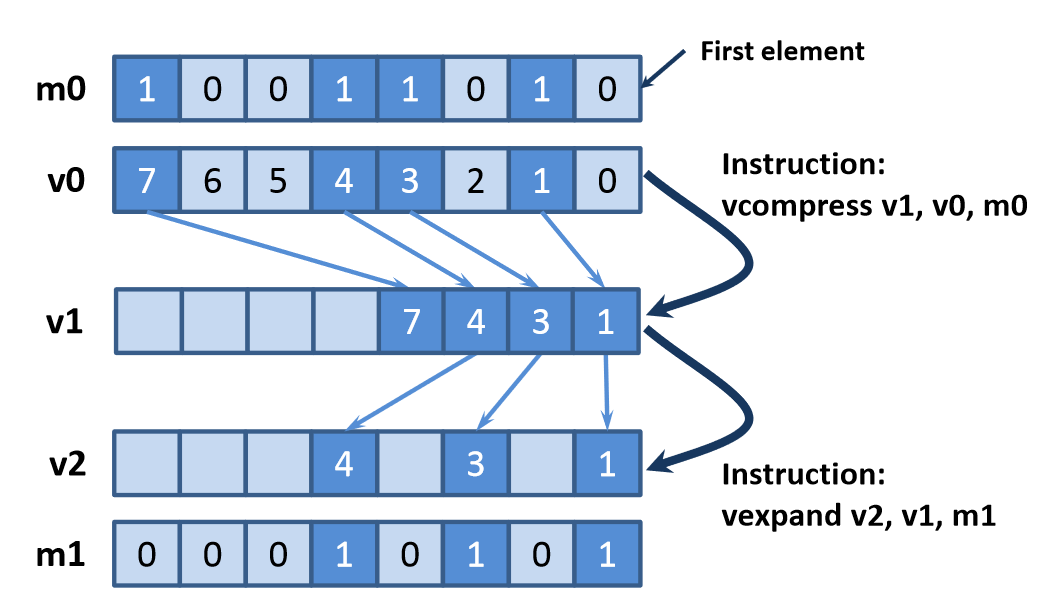 First element
m0 1 0 0 1 1 0 1 0
v0 7 6 5 4 3 2 1 0
Instruction:
vcompress v1, v0, m0
v1 7 4 3 1
v2 4 3 1
Instruction:
vexpand v2, v1, m1
m1 0 0 0 1 0 1 0 1